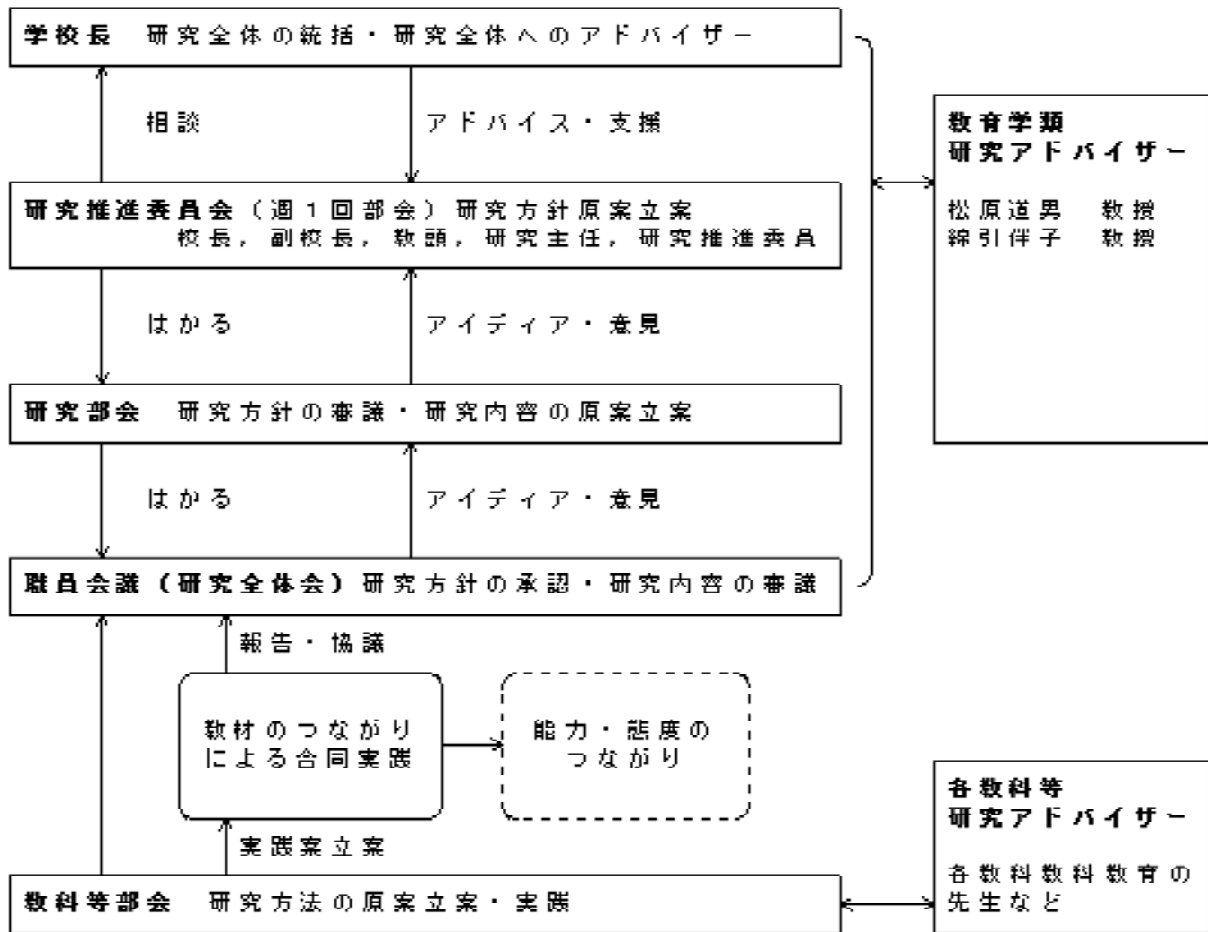 学校長 研究全体の統括・研究全体へのアドバイザー
相談
アドバイス・支援
教育学類
研究アドバイザー
松原道男 教授
綿引伴子 教授
研究推進委員会（週１回部会）研究方針原案立案
校長，副校長，教頭，研究主任，研究推進委員
はかる
アイディア・意見
研究部会 研究方針の審議・研究内容の原案立案
はかる
アイディア・意見
職員会議（研究全体会）研究方針の承認・研究内容の審議
報告・協議
教材のつながり
による合同実践
能力・態度の
つながり
実践案立案
各教科等
研究アドバイザー
各教科教科教育の
先生など
教科等部会 研究方法の原案立案・実践